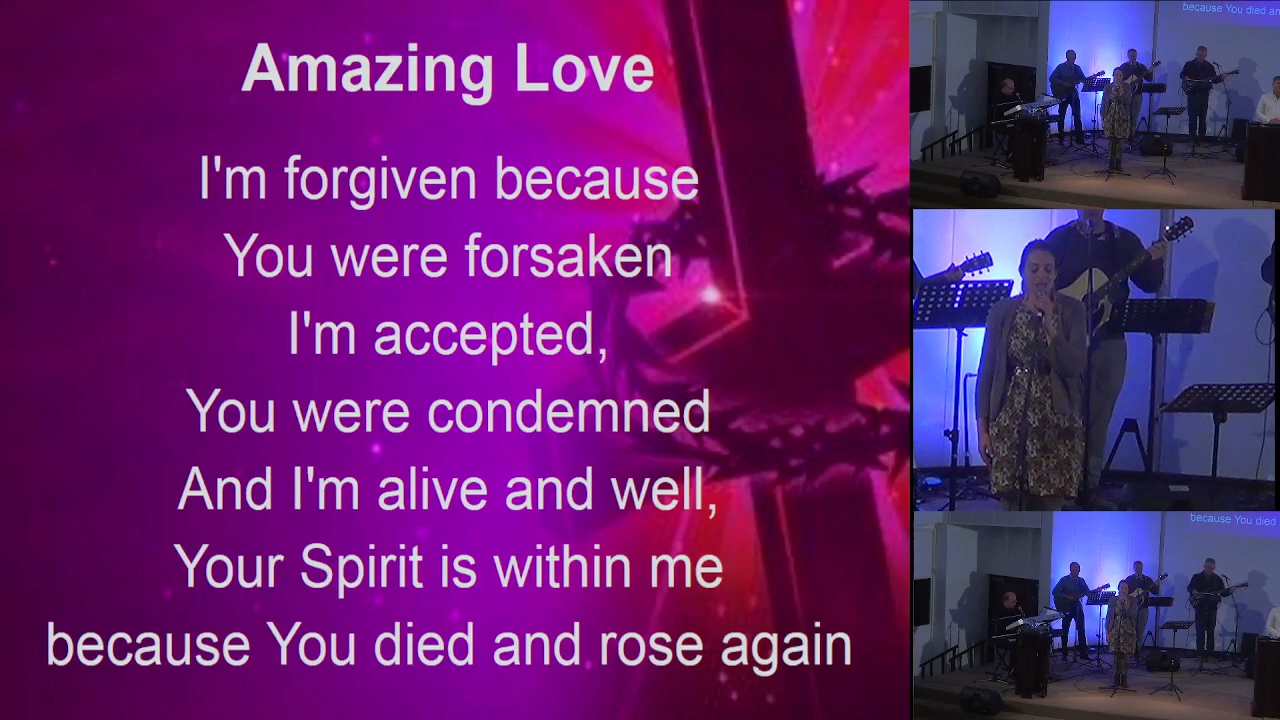 Amazing Love
I'm forgiven because
You were forsaken
I'm accepted,
You were condemned
And I'm alive and well,
Your Spirit is within me
because You died and rose again
because You died an
because You died